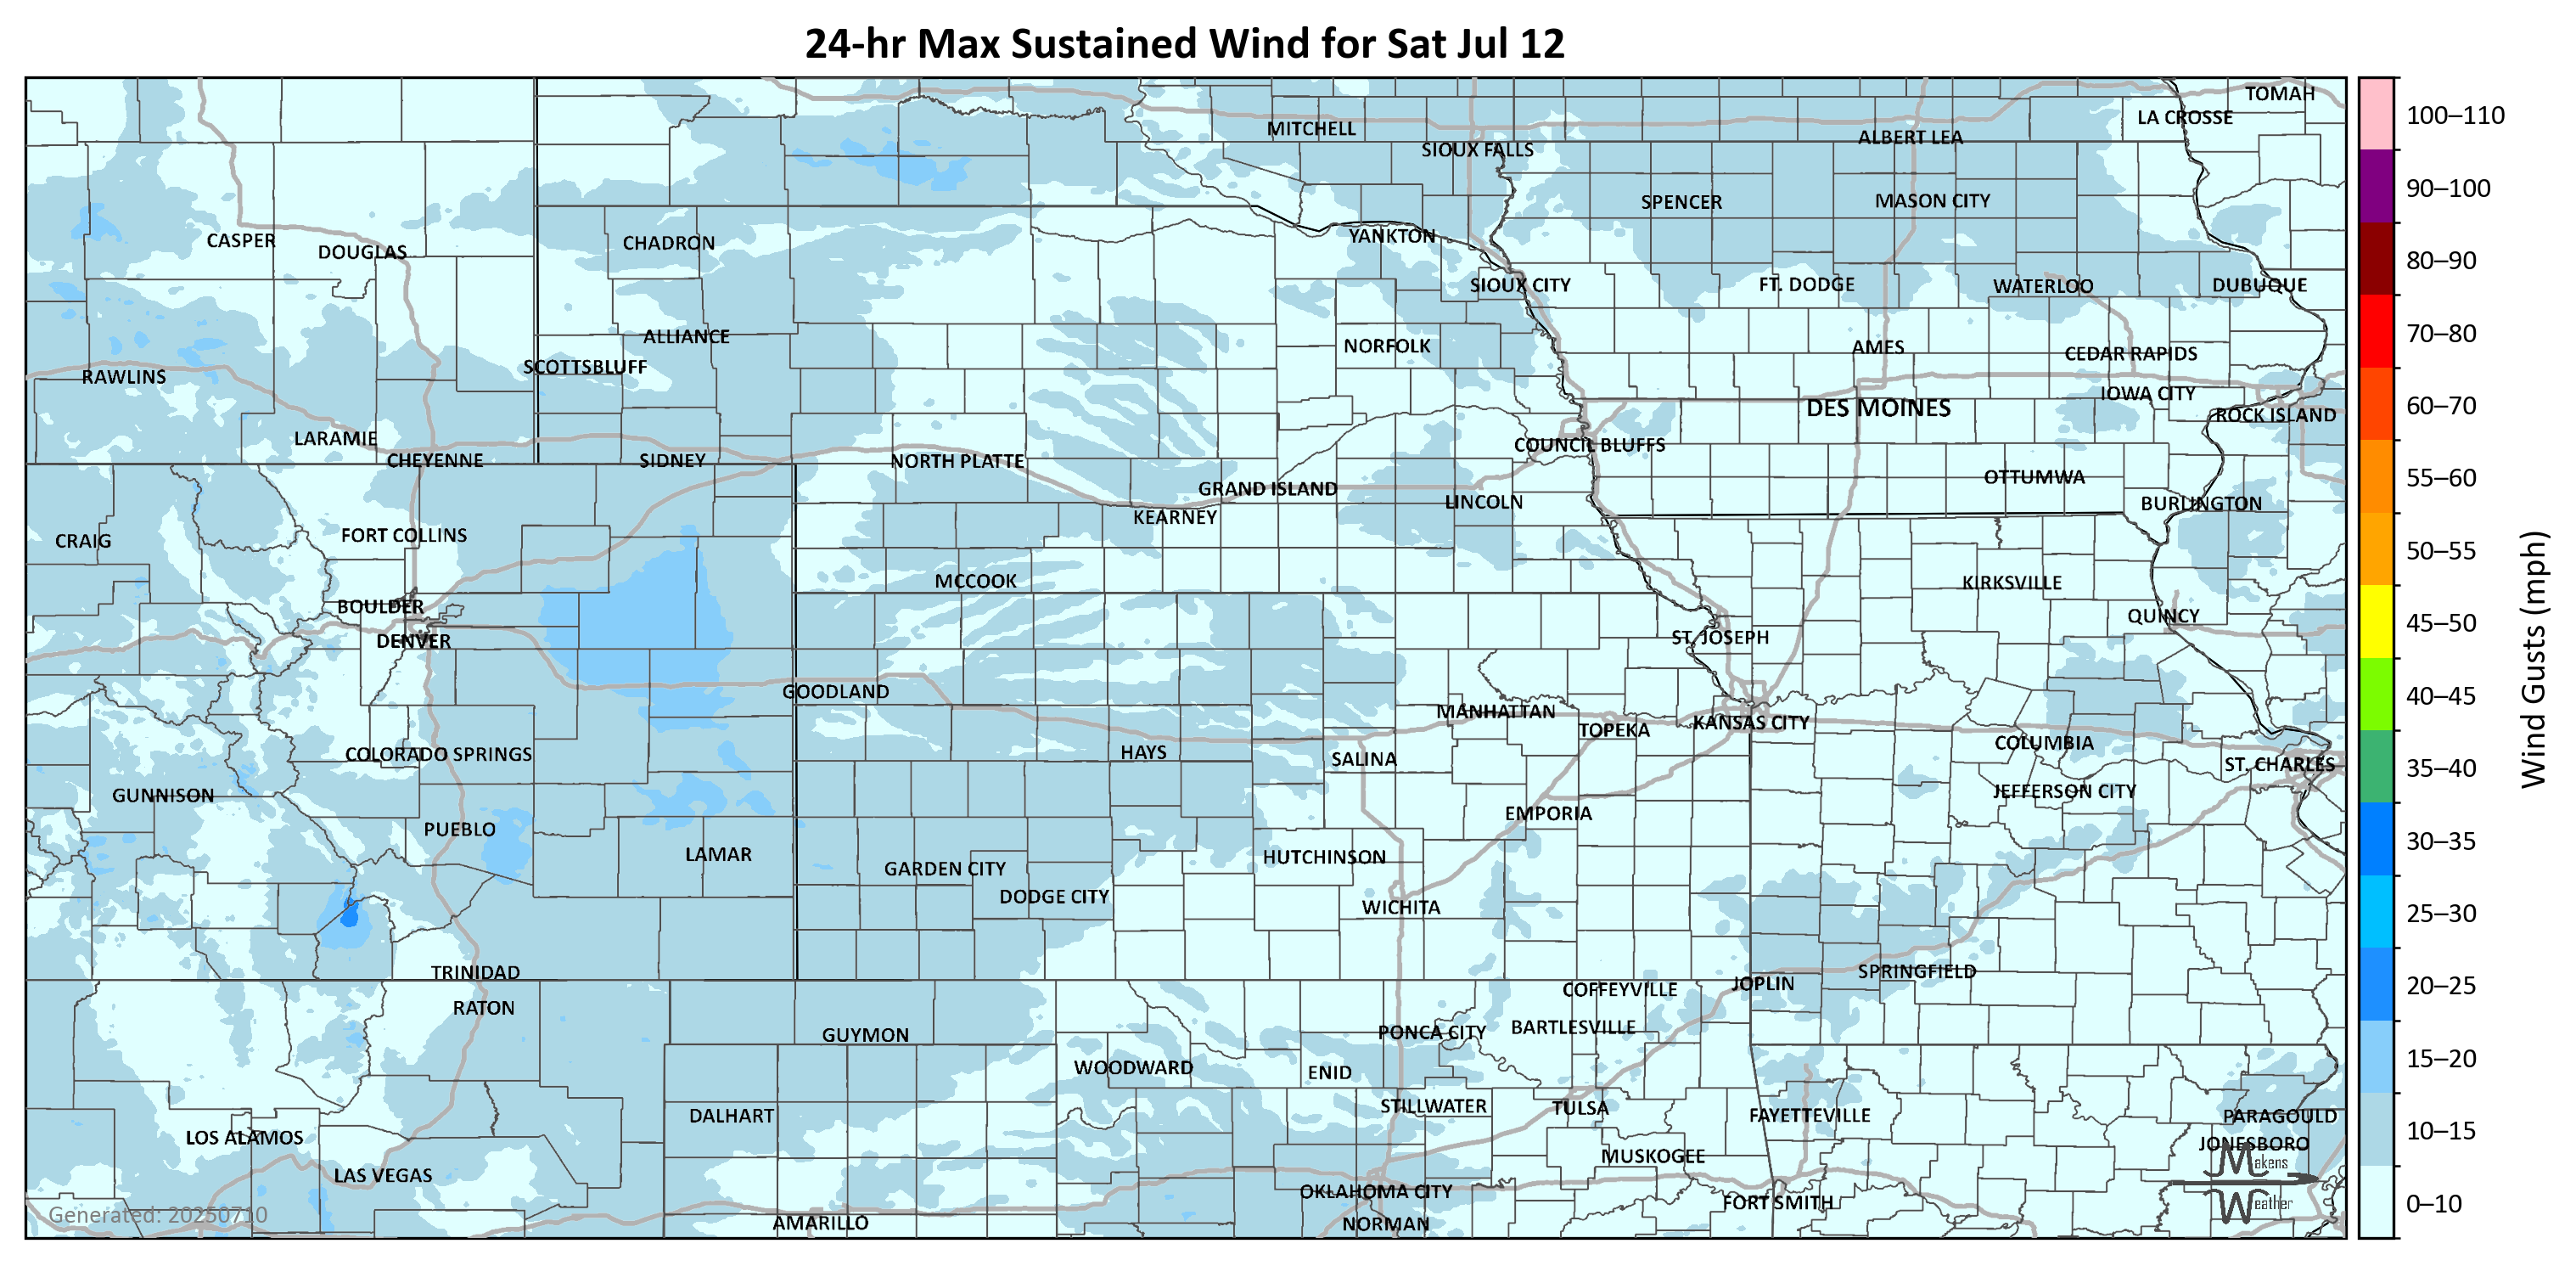 24-hr Max Sustained Wind for Sat Jul 12
TOMAH
LA CROSSE
MITCHELL
ALBERT LEA
SIOUX FALLS
SPENCER
MASON CITY
CASPER
DOUGLAS
CHADRON
YANKTON
SIOUX CITY
FT. DODGE
WATERLOO
DUBUQUE
ALLIANCE
NORFOLK
AMES
CEDAR RAPIDS
SCOTTSBLUFF
RAWLINS
IOWA CITY
DES MOINES
ROCK ISLAND
LARAMIE
COUNCIL BLUFFS
CHEYENNE
SIDNEY
NORTH PLATTE
OTTUMWA
GRAND ISLAND
LINCOLN
BURLINGTON
KEARNEY
FORT COLLINS
CRAIG
MCCOOK
KIRKSVILLE
BOULDER
QUINCY
DENVER
ST. JOSEPH
GOODLAND
MANHATTAN
TOPEKA
KANSAS CITY
COLUMBIA
COLORADO SPRINGS
HAYS
SALINA
ST. CHARLES
GUNNISON
JEFFERSON CITY
EMPORIA
PUEBLO
LAMAR
HUTCHINSON
GARDEN CITY
DODGE CITY
WICHITA
TRINIDAD
SPRINGFIELD
JOPLIN
COFFEYVILLE
RATON
GUYMON
PONCA CITY
BARTLESVILLE
WOODWARD
ENID
DALHART
STILLWATER
TULSA
FAYETTEVILLE
PARAGOULD
LOS ALAMOS
JONESBORO
MUSKOGEE
LAS VEGAS
OKLAHOMA CITY
FORT SMITH
AMARILLO
NORMAN
Makens
Weather
Generated: 20250710
100–110
90–100
80–90
70–80
60–70
55–60
50–55
45–50
40–45
35–40
30–35
25–30
20–25
15–20
10–15
0–10
Wind Gusts (mph)